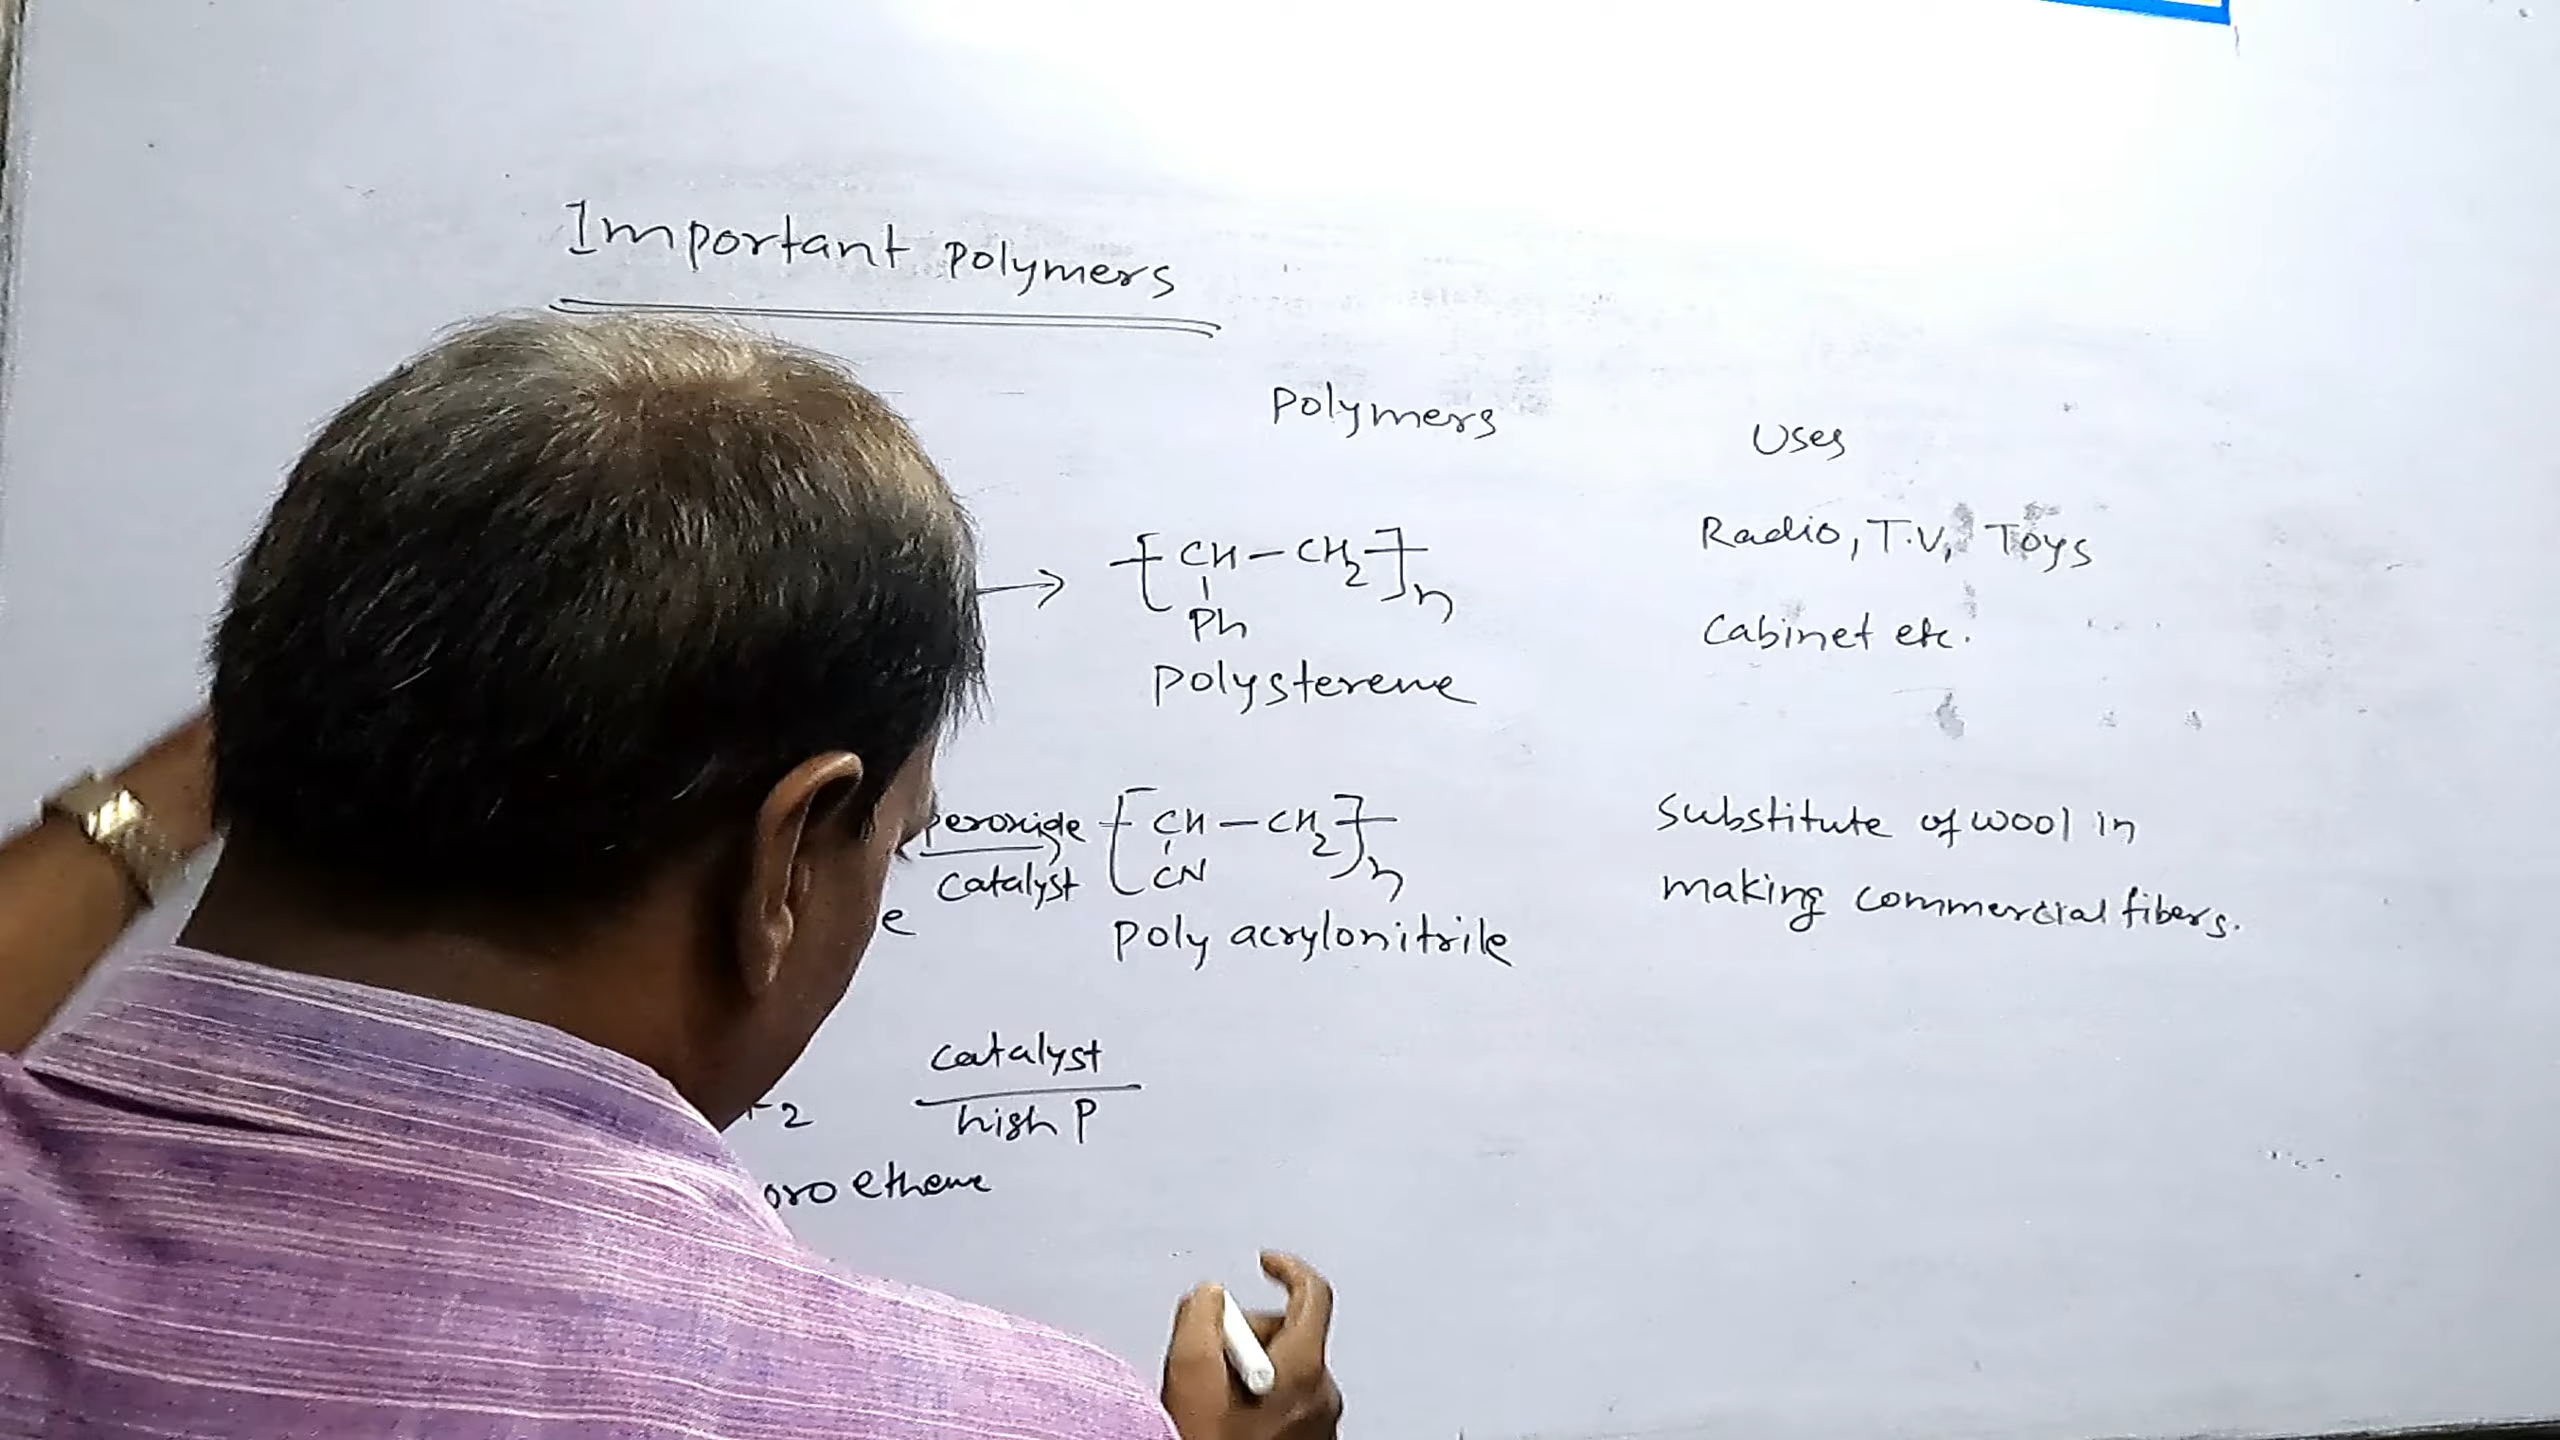 Important polymers
Polymers
Uses
[CH-CH2]n
Ph
Polysterene
Radio, T.V, Toys
Cabinet etc.
peroxide
catalyst
[CH-CH2]n
CN
e
Poly acrylonitrile
Substitute of wool in
making commercial fibers.
2
catalyst
high P
oro ethene